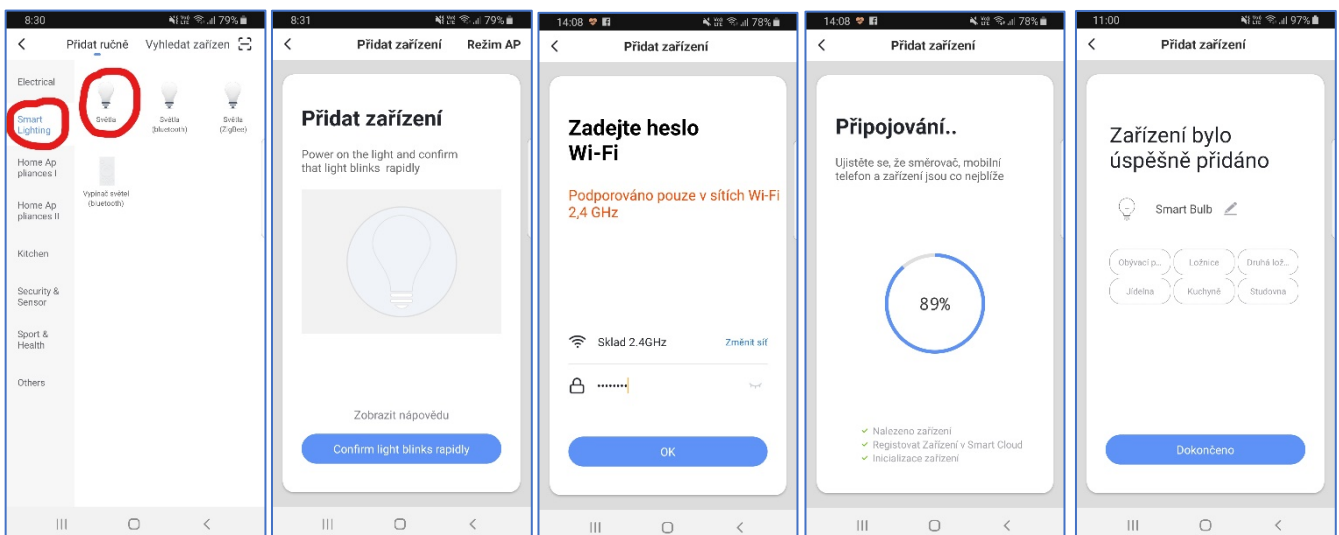 8:30
79%
Přidat ručně Vyhledat zařízen
Electrical
Smart
Lighting
Home Ap
pliances I
Home Ap
pliances II
Kitchen
Security &
Sensor
Sport &
Health
Others
Světla
Světla
(bluetooth)
Světla
(ZigBee)
Vypínač světel
(bluetooth)
8:31
79%
Přidat zařízení Režim AP
Přidat zařízení
Power on the light and confirm
that light blinks rapidly
Zobrazit nápovědu
Confirm light blinks rapidly
14:08
78%
Přidat zařízení
Zadejte heslo
Wi-Fi
Podporováno pouze v sítích Wi-Fi
2,4 GHz
Sklad 2.4GHz Změnit síť
••••••••
OK
14:08
78%
Přidat zařízení
Připojování..
Ujistěte se, že směrovač, mobilní
telefon a zařízení jsou co nejblíže
89%
Nalezeno zařízení
Registovat Zařízení v Smart Cloud
Inicializace zařízení
11:00
97%
Přidat zařízení
Zařízení bylo
úspěšně přidáno
Smart Bulb
Obývací p... Ložnice Druhá lož...
Jídelna Kuchyně Studovna
Dokončeno